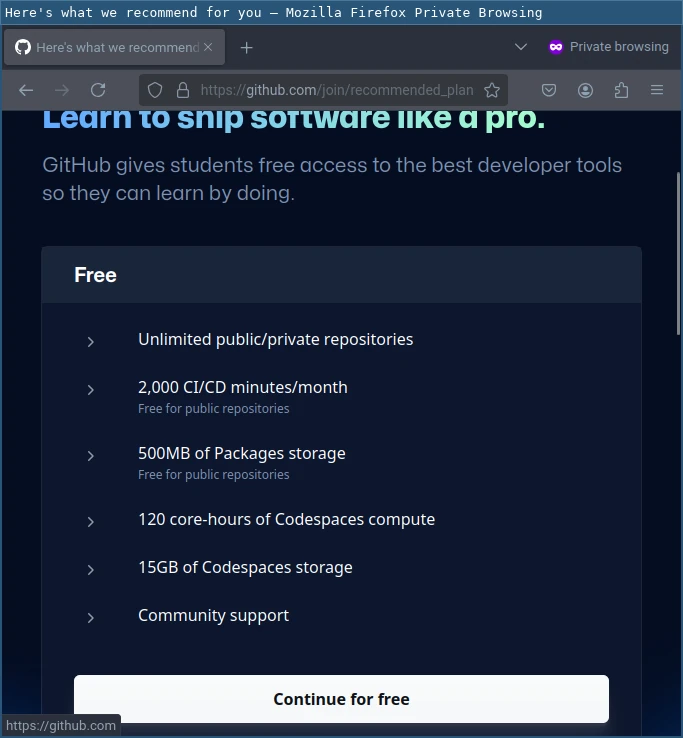 Here's what we recommend for you — Mozilla Firefox Private Browsing
Here's what we recommend
Private browsing
https://github.com/join/recommended_plan
Learn to ship software like a pro.
GitHub gives students free access to the best developer tools
so they can learn by doing.
Free
Unlimited public/private repositories
2,000 CI/CD minutes/month
Free for public repositories
500MB of Packages storage
Free for public repositories
120 core-hours of Codespaces compute
15GB of Codespaces storage
Community support
Continue for free
https://github.com